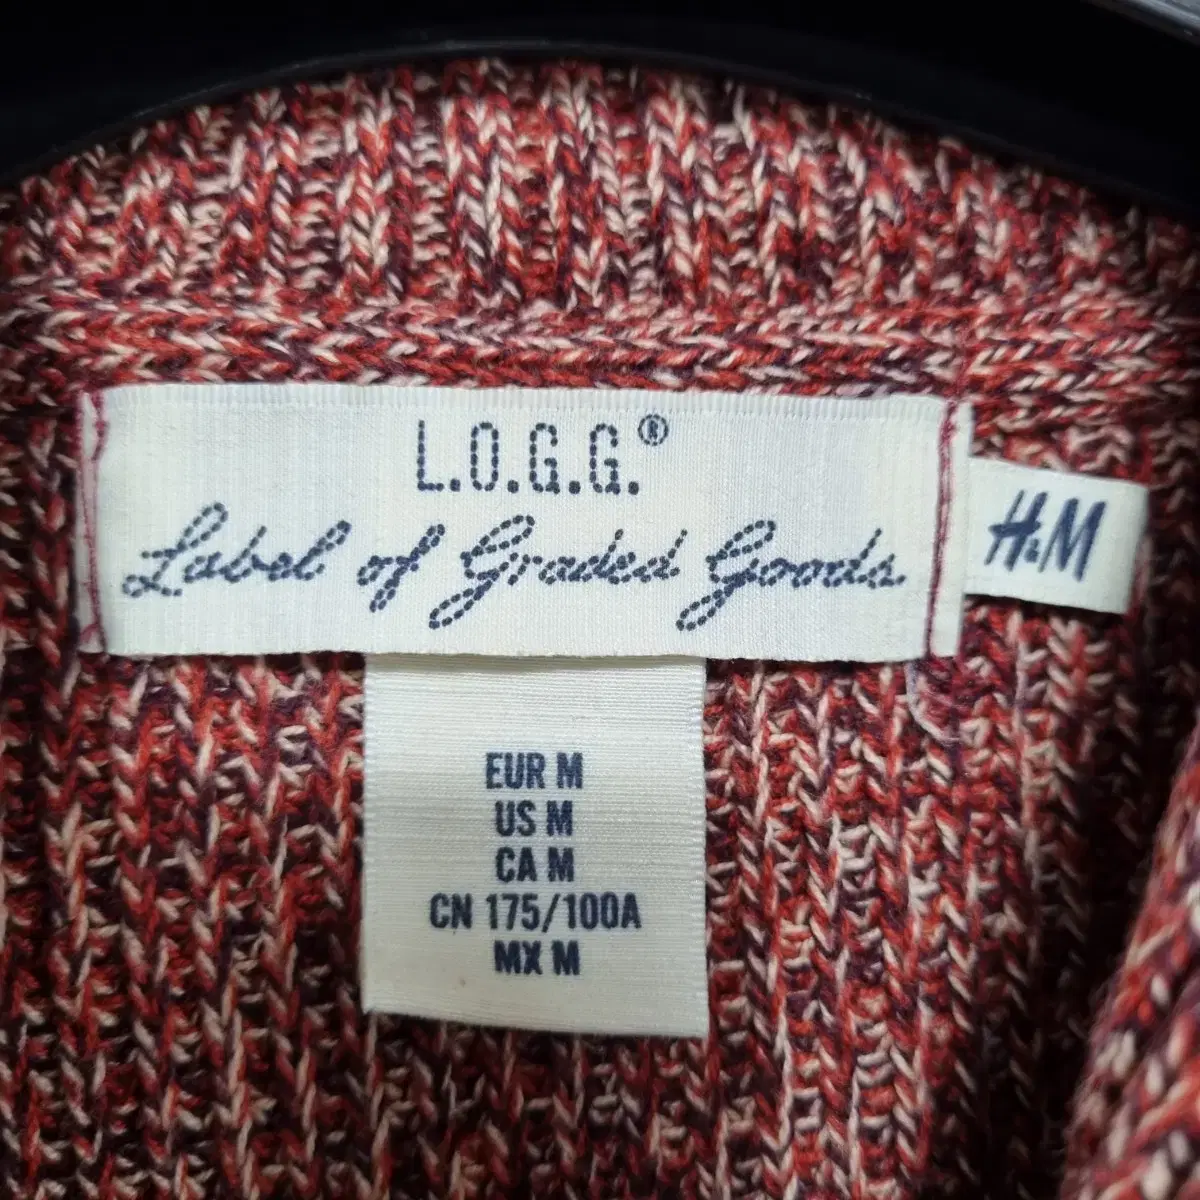 L.O.G.G.®
Label of Graded Goods.
H&M
EUR M
US M
CA M
CN 175/100A
MX M